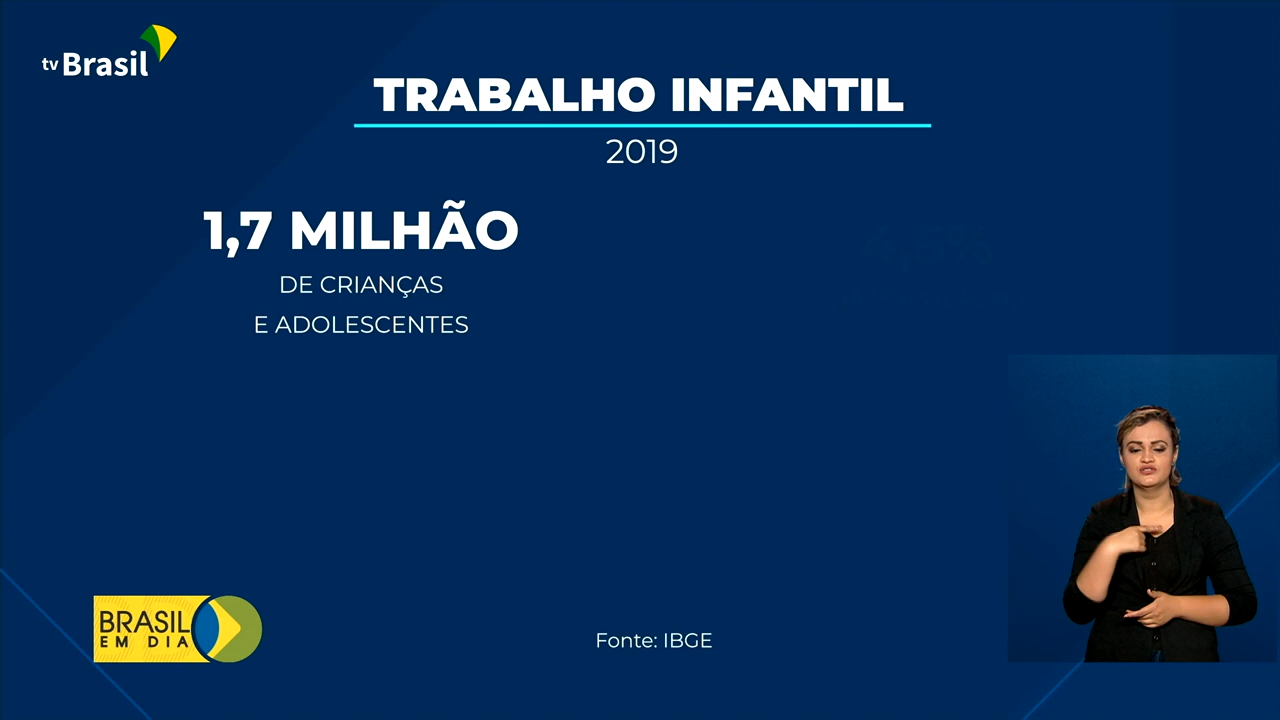 tv Brasil
TRABALHO INFANTIL
2019
1,7 MILHÃO
DE CRIANÇAS
E ADOLESCENTES
BRASIL
EM DIA
Fonte: IBGE